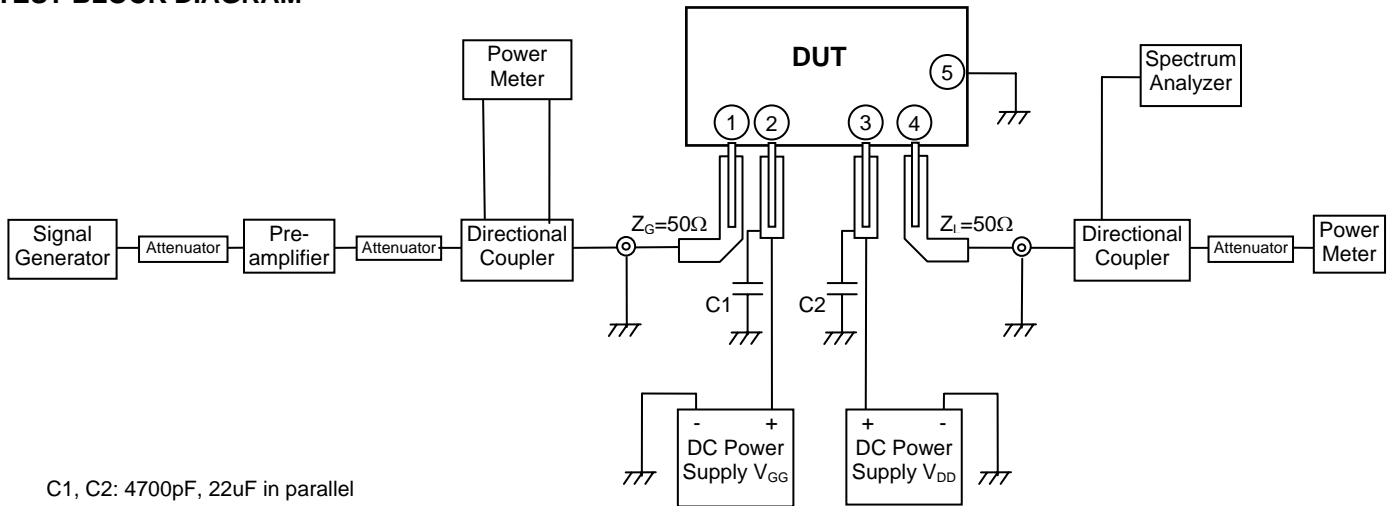 TEST BLOCK DIAGRAM
Power
Meter
DUT
5
Spectrum
Analyzer
1 2 3 4
Signal
Generator
Attenuator
Pre-
amplifier
Attenuator
Directional
Coupler
ZG=50Ω
ZL=50Ω
Directional
Coupler
Attenuator
Power
Meter
C1
C2
- +
DC Power
Supply VGG
+ -
DC Power
Supply VDD
C1, C2: 4700pF, 22uF in parallel